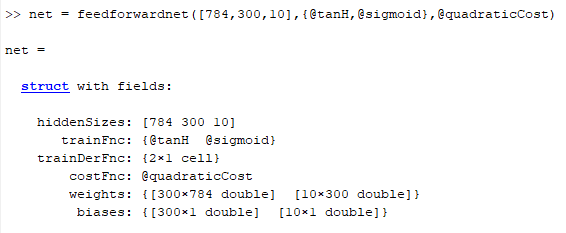 >> net = feedforwardnet([784,300,10],{@tanH,@sigmoid},@quadraticCost)
net =
struct with fields:
hiddenSizes: [784 300 10]
trainFnc: {@tanH  @sigmoid}
trainDerFnc: {2×1 cell}
costFnc: @quadraticCost
weights: {[300×784 double]  [10×300 double]}
biases: {[300×1 double]  [10×1 double]}